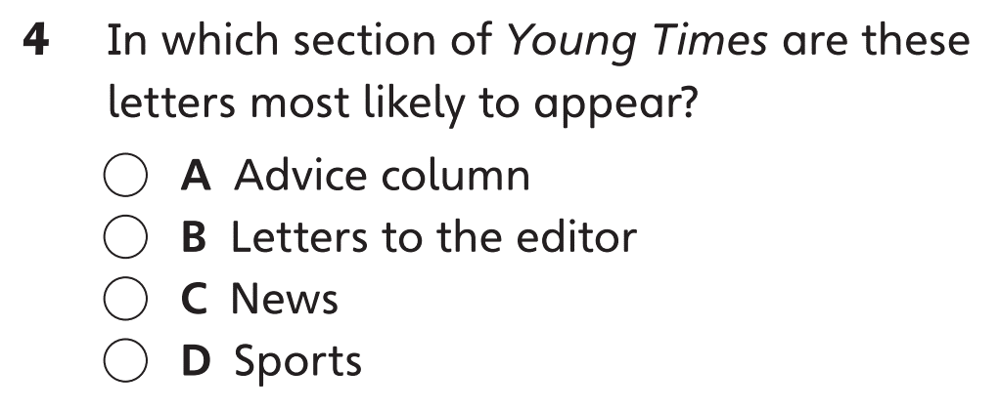 4 In which section of Young Times are these
letters most likely to appear?
A Advice column
B Letters to the editor
C News
D Sports